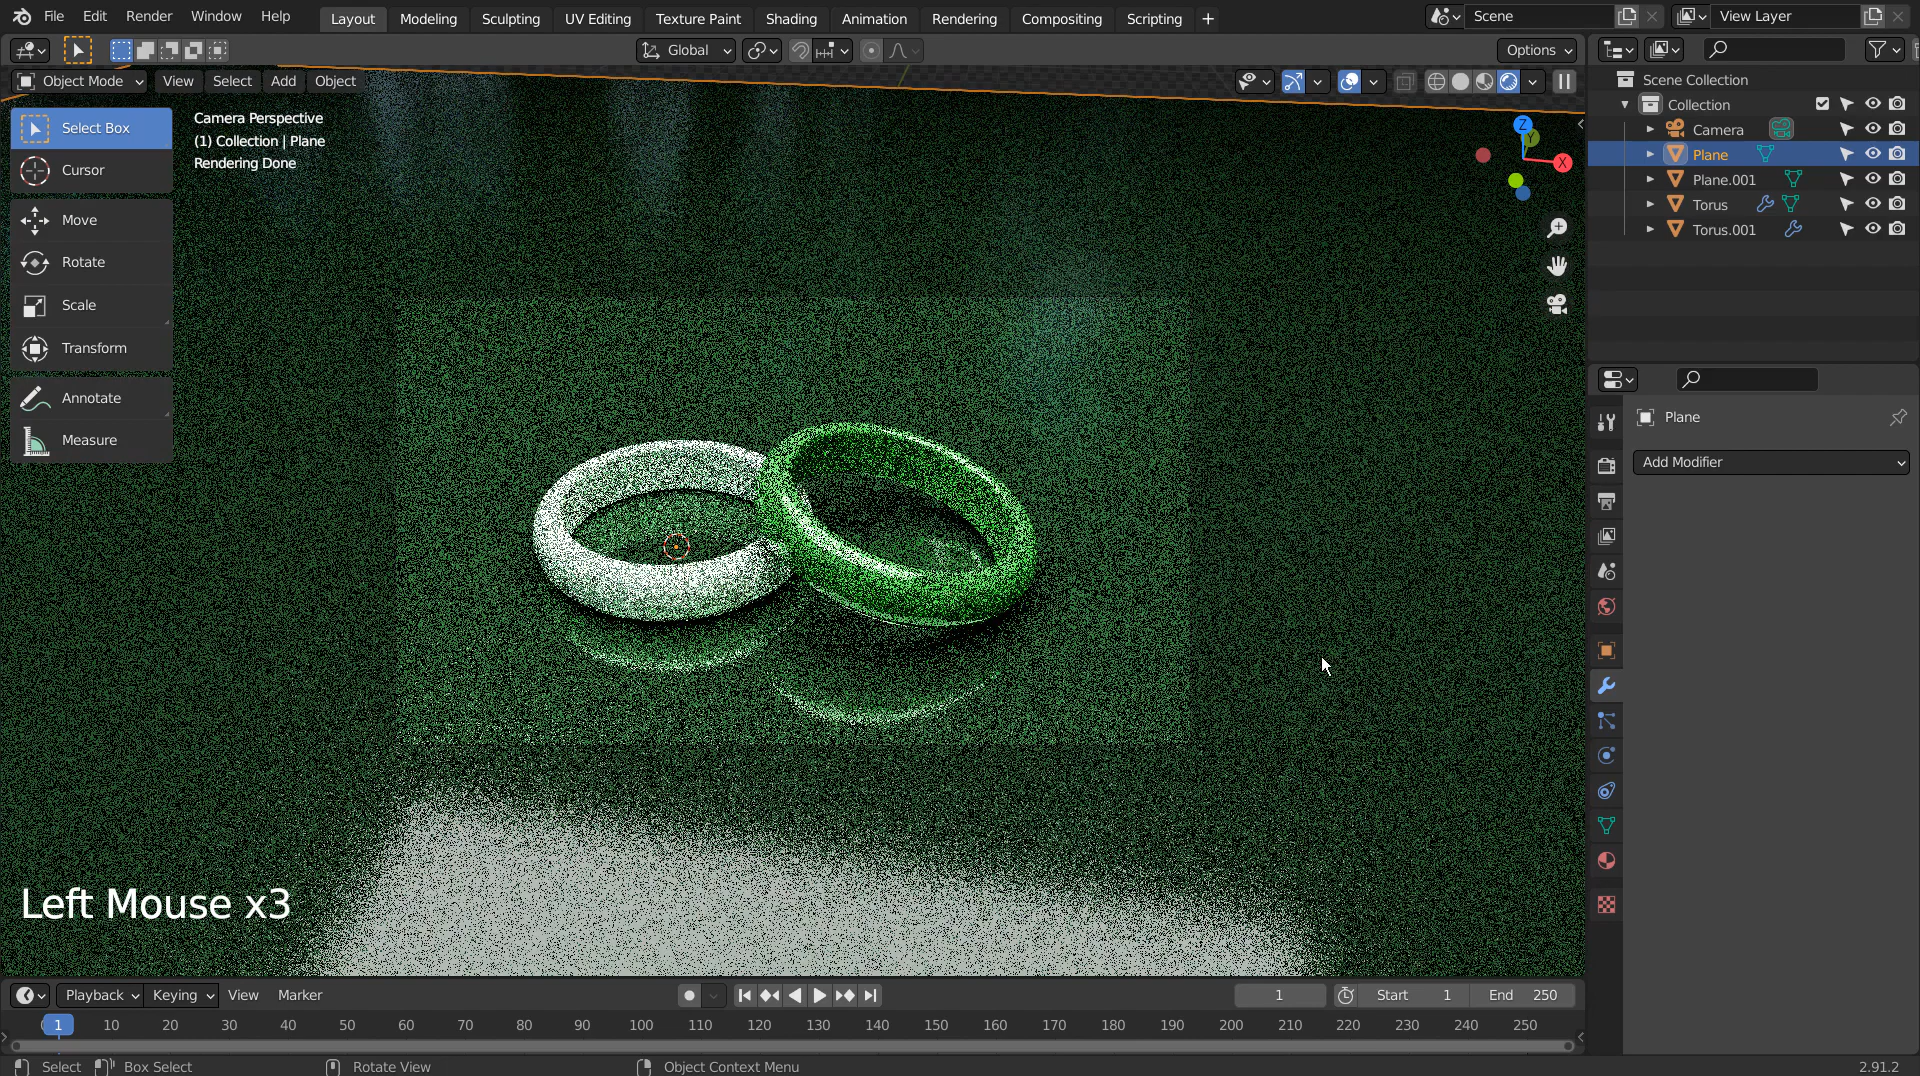 File Edit Render Window Help Layout Modeling Sculpting UV Editing Texture Paint Shading Animation Rendering Compositing Scripting + Scene View Layer
Global Options
Object Mode View Select Add Object
Scene Collection
Collection
Camera
Plane
Plane.001
Torus
Torus.001
Select Box
Cursor
Move
Rotate
Scale
Transform
Annotate
Measure
Camera Perspective
(1) Collection | Plane
Rendering Done
Z
Y
X
Plane
Add Modifier
Left Mouse x3
Playback Keying View Marker 1 Start 1 End 250
1 10 20 30 40 50 60 70 80 90 100 110 120 130 140 150 160 170 180 190 200 210 220 230 240 250
Select Box Select Rotate View Object Context Menu 2.91.2